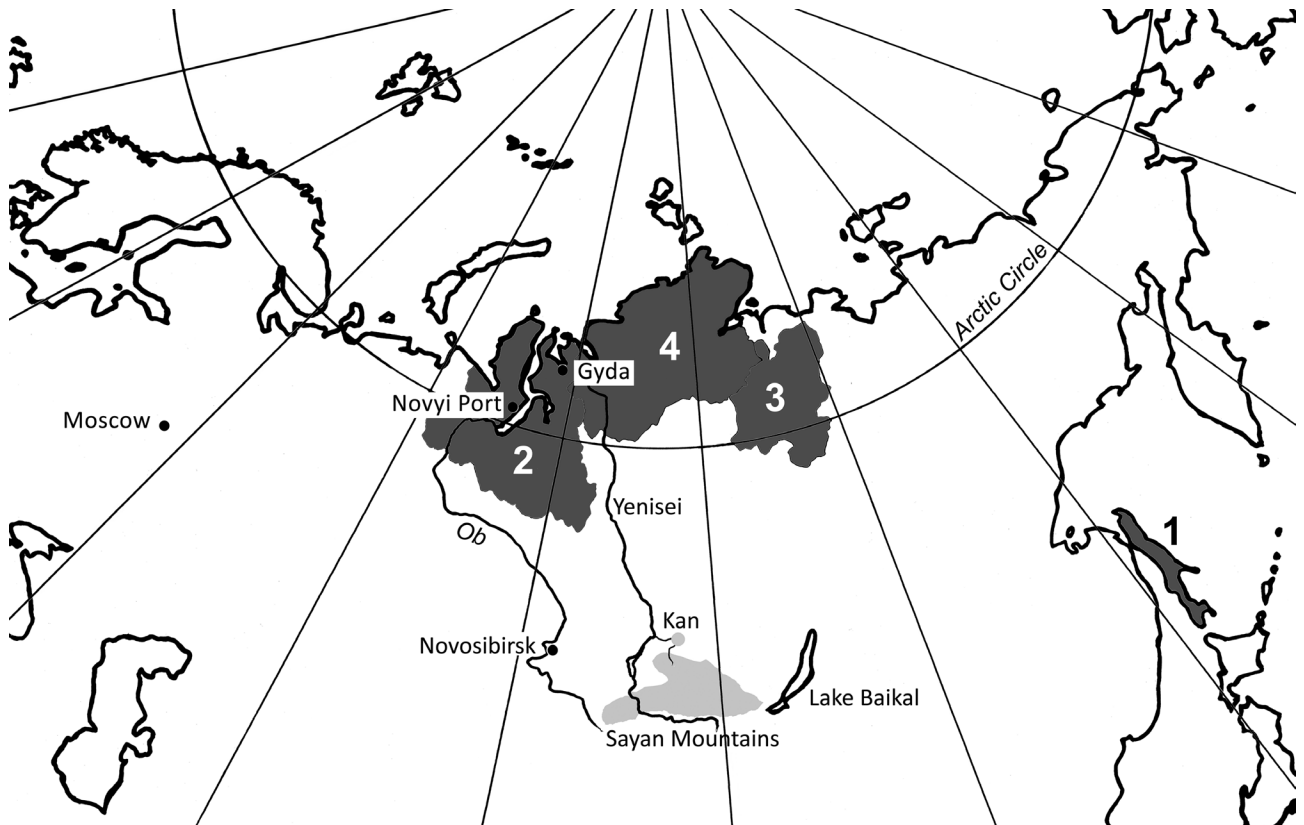 Arctic Circle
4
Gyda
3
Novyi Port
Moscow
2
Yenisei
Ob
1
Kan
Novosibirsk
Lake Baikal
Sayan Mountains